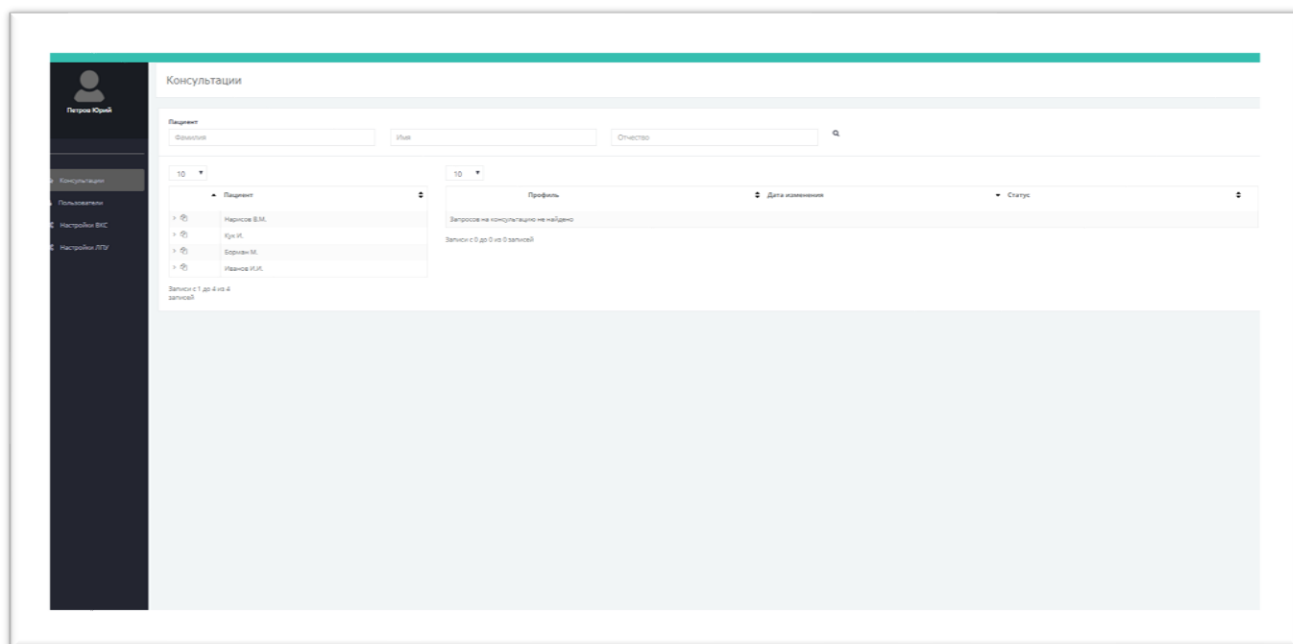 Петров Юрий
Консультации
Пользователи
Настройки ВКС
Настройки ЛПУ
Консультации
Пациент
Фамилия Имя Отчество
10 10
Пациент Профиль Дата изменения Статус
Нарисов В.М. Запросов на консультацию не найдено
Кук И. Записи с 0 до 0 из 0 записей
Борман М.
Иванов И.И.
Записи с 1 до 4 из 4
записей